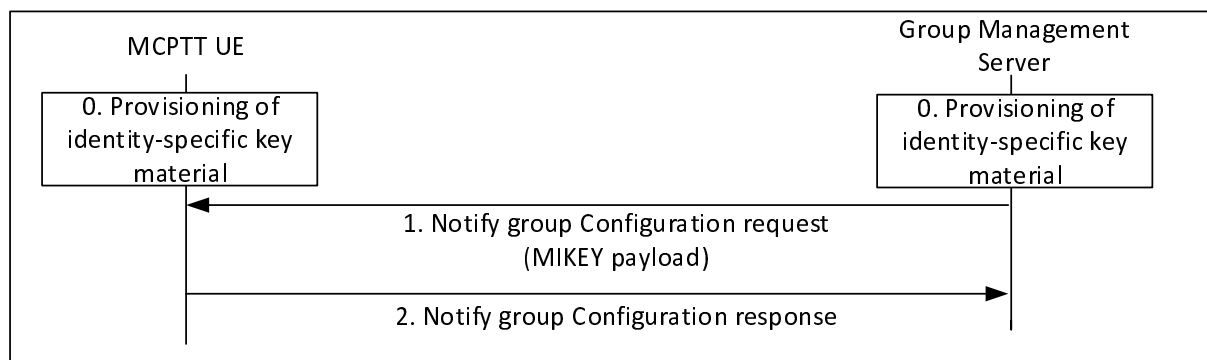 MCPTT UE
Group Management
Server
0. Provisioning of
identity-specific key
material
0. Provisioning of
identity-specific key
material
1. Notify group Configuration request
(MIKEY payload)
2. Notify group Configuration response